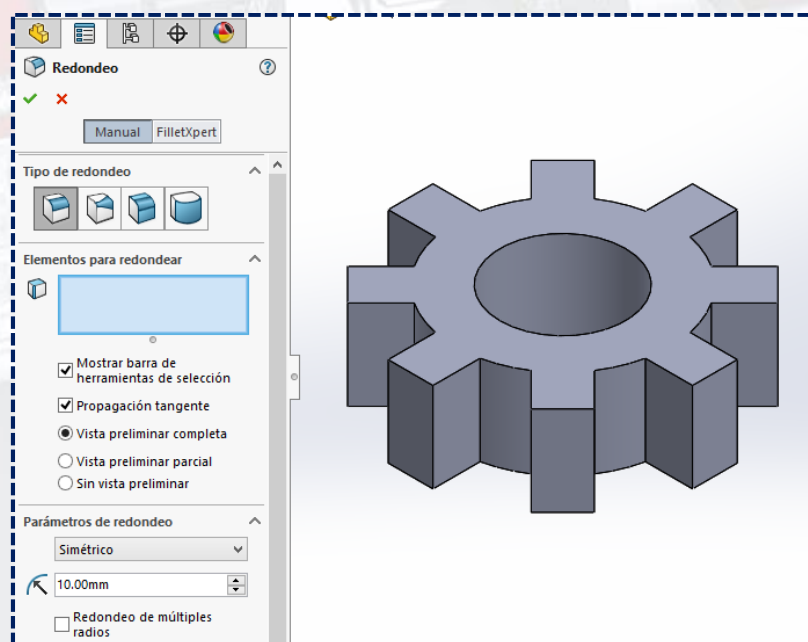 Redondeo
Manual FilletXpert
Tipo de redondeo
Elementos para redondear
Mostrar barra de
herramientas de selección
Propagación tangente
Vista preliminar completa
Vista preliminar parcial
Sin vista preliminar
Parámetros de redondeo
Simétrico
10.00mm
Redondeo de múltiples
radios